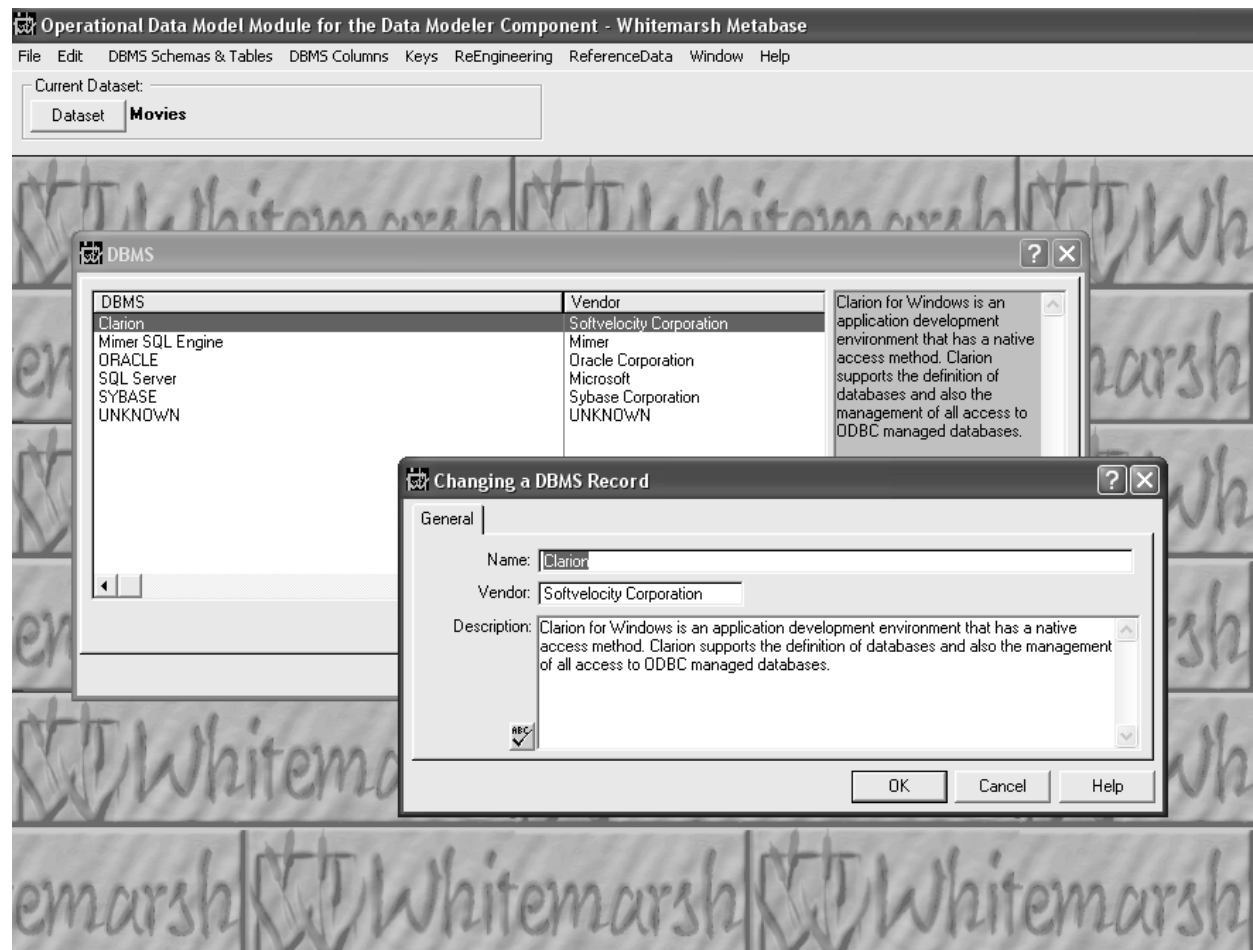 Operational Data Model Module for the Data Modeler Component - Whitemarsh Metabase
File Edit DBMS Schemas & Tables DBMS Columns Keys ReEngineering ReferenceData Window Help
Current Dataset:
Dataset Movies
Whitemarsh Whitemarsh Wh
DBMS
DBMS Vendor
Clarion Softvelocity Corporation
Mimer SQL Engine Mimer
ORACLE Oracle Corporation
SQL Server Microsoft
SYBASE Sybase Corporation
UNKNOWN UNKNOWN
Clarion for Windows is an
application development
environment that has a native
access method. Clarion
supports the definition of
databases and also the
management of all access to
ODBC managed databases.
Changing a DBMS Record
General
Name: Clarion
Vendor: Softvelocity Corporation
Description: Clarion for Windows is an application development environment that has a native
access method. Clarion supports the definition of databases and also the management
of all access to ODBC managed databases.
ABC
OK Cancel Help
Whitema
emarsh Whitemarsh Whitemarsh